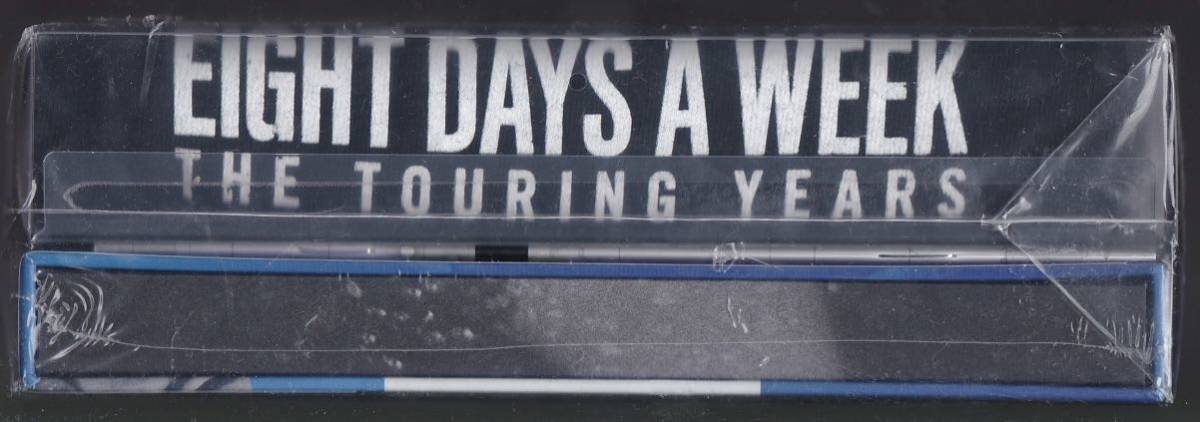 EIGHT DAYS A WEEK
THE TOURING YEARS